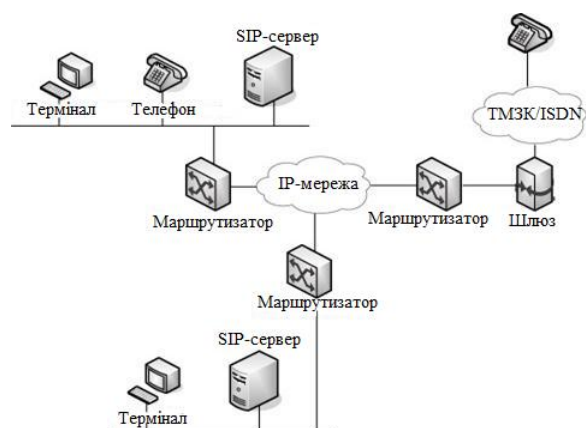 SIP-сервер
Термінал
Телефон
ТМЗК/ISDN
IP-мережа
Маршрутизатор
Маршрутизатор
Шлюз
Маршрутизатор
SIP-сервер
Термінал